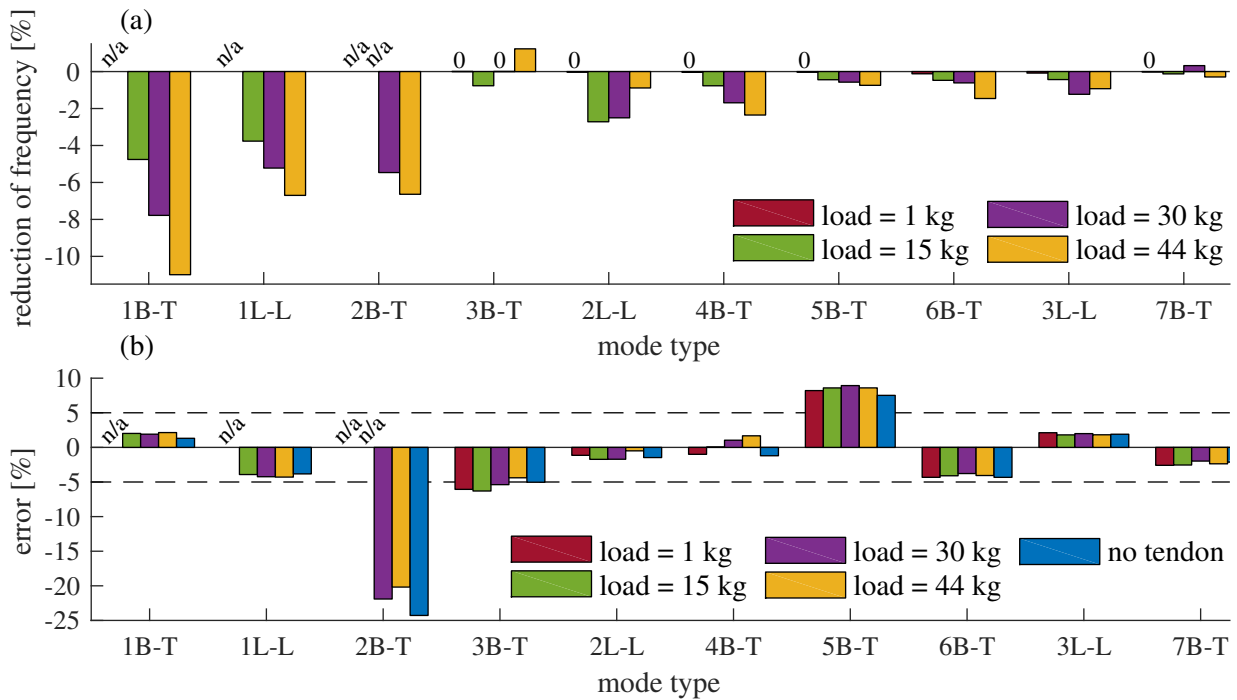 (a)
reduction of frequency [%]
n/a n/a n/a n/a 0 0 0 0 0 0
0
-2
-4
-6
-8
-10
load = 1 kg load = 30 kg
load = 15 kg load = 44 kg
1B-T 1L-L 2B-T 3B-T 2L-L 4B-T 5B-T 6B-T 3L-L 7B-T
mode type
(b)
error [%]
10
5
n/a n/a n/a n/a
0
-5
-10
-15
-20
-25
load = 1 kg load = 30 kg no tendon
load = 15 kg load = 44 kg
1B-T 1L-L 2B-T 3B-T 2L-L 4B-T 5B-T 6B-T 3L-L 7B-T
mode type